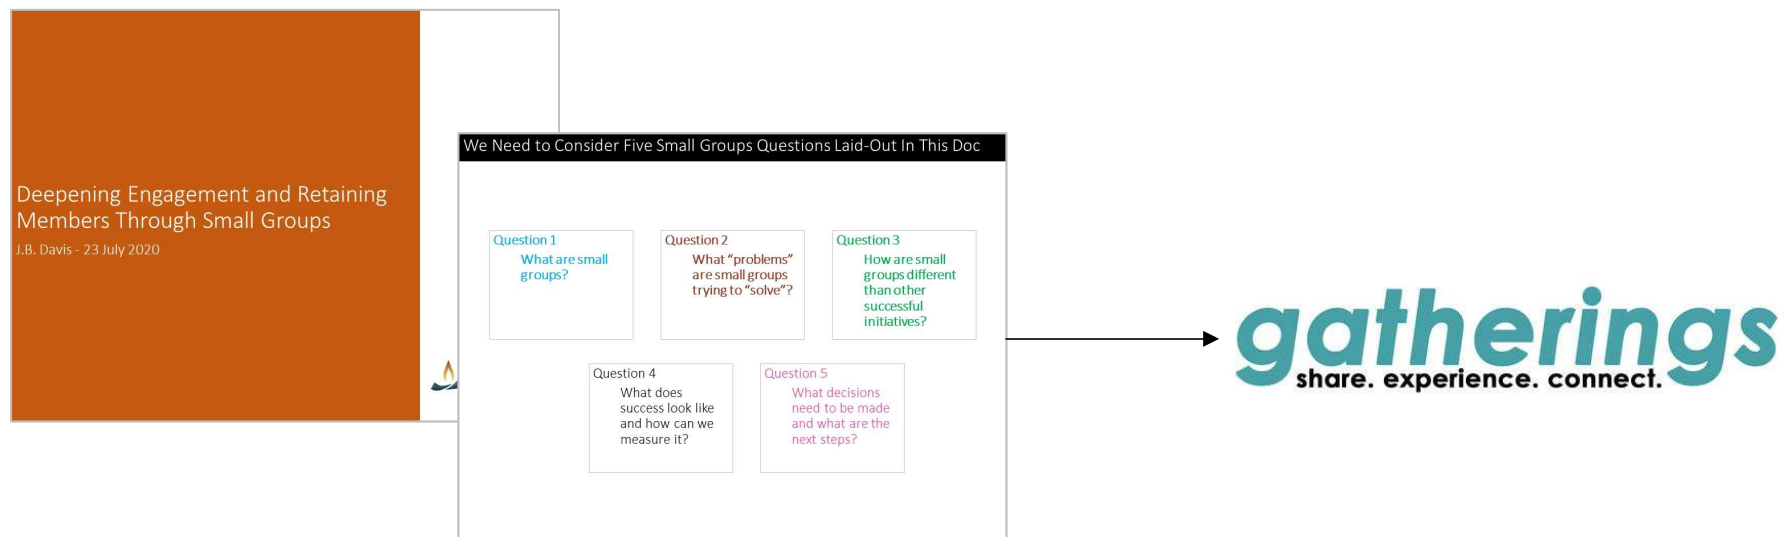 Deepening Engagement and Retaining
Members Through Small Groups
J.B. Davis - 23 July 2020
We Need to Consider Five Small Groups Questions Laid-Out In This Doc
Question 1
What are small
groups?
Question 2
What “problems”
are small groups
trying to “solve”?
Question 3
How are small
groups different
than other
successful
initiatives?
Question 4
What does
success look like
and how can we
measure it?
Question 5
What decisions
need to be made
and what are the
next steps?
gatherings
share. experience. connect.